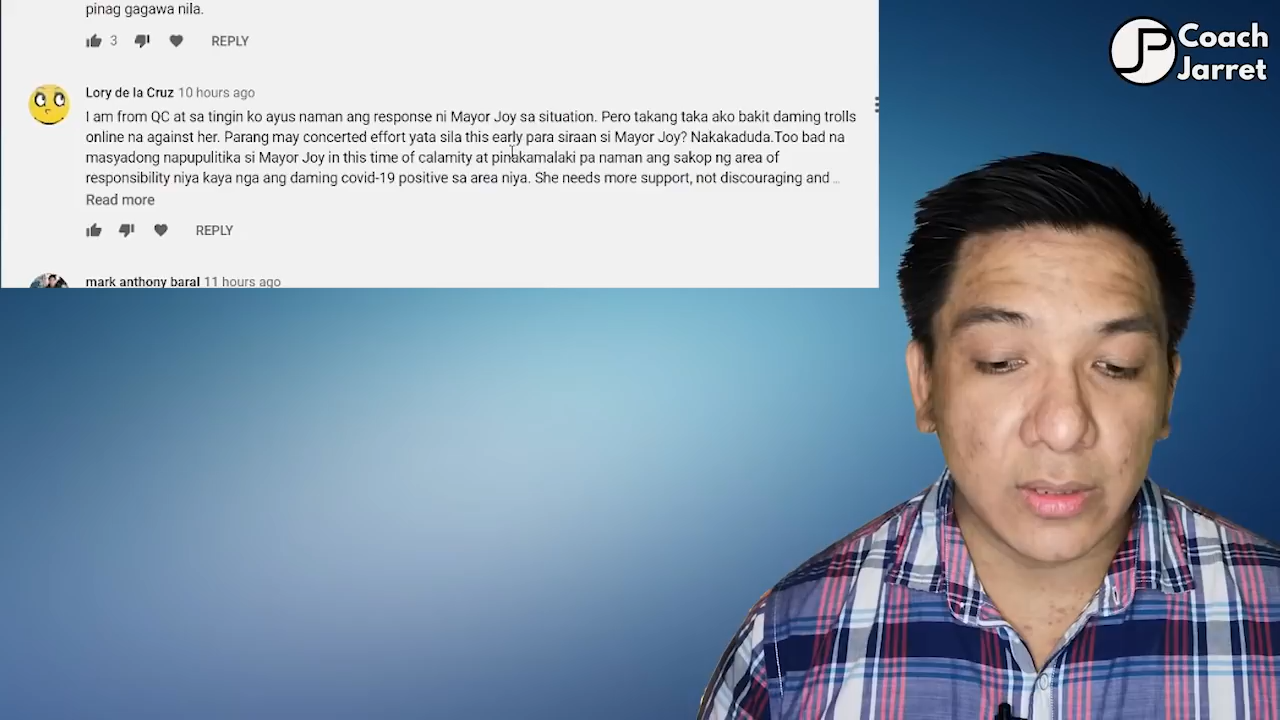 pinag gagawa nila.
3 REPLY
Coach
Jarret
JP
Lory de la Cruz 10 hours ago
I am from QC at sa tingin ko ayus naman ang response ni Mayor Joy sa situation. Pero takang taka ako bakit daming trolls
online na against her. Parang may concerted effort yata sila this early para siraan si Mayor Joy? Nakakaduda.Too bad na
masyadong napupulitika si Mayor Joy in this time of calamity at pinakamalaki pa naman ang sakop ng area of
responsibility niya kaya nga ang daming covid-19 positive sa area niya. She needs more support, not discouraging and ...
Read more
REPLY
mark anthony baral 11 hours ago